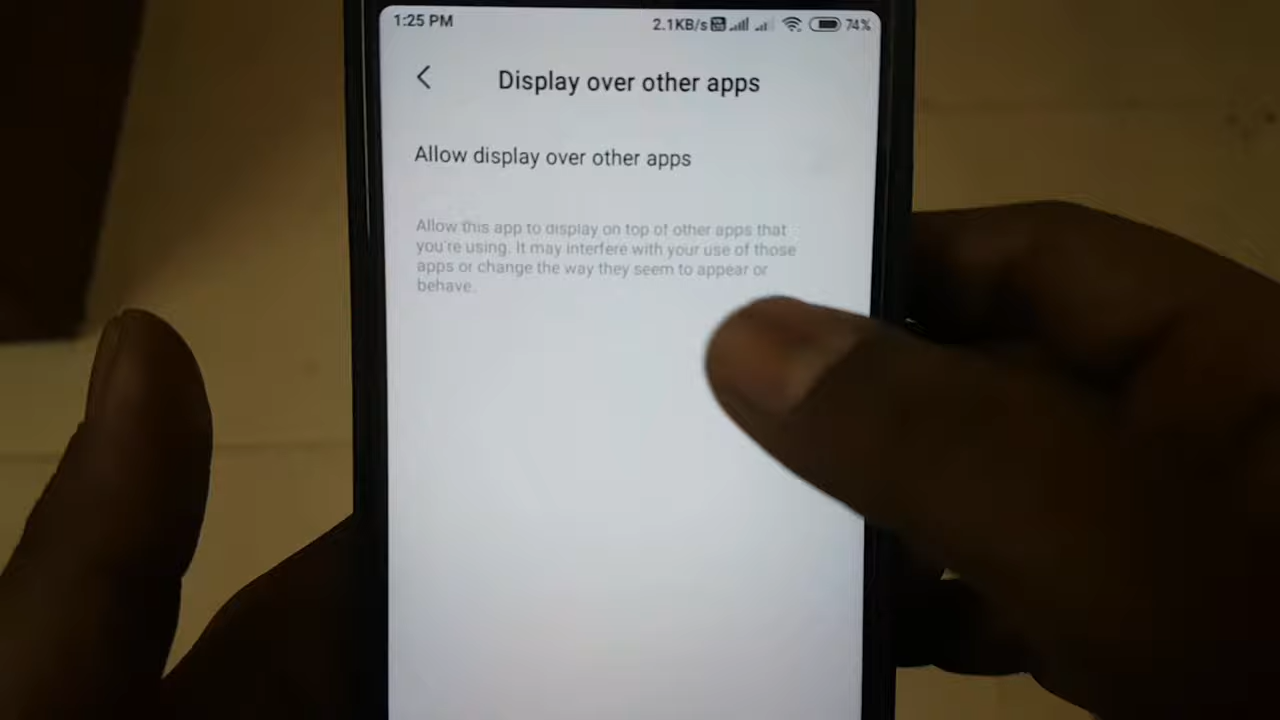 1:25 PM 2.1KB/s 74%
Display over other apps
Allow display over other apps
Allow this app to display on top of other apps that
you're using. It may interfere with your use of those
apps or change the way they seem to appear or
behave.